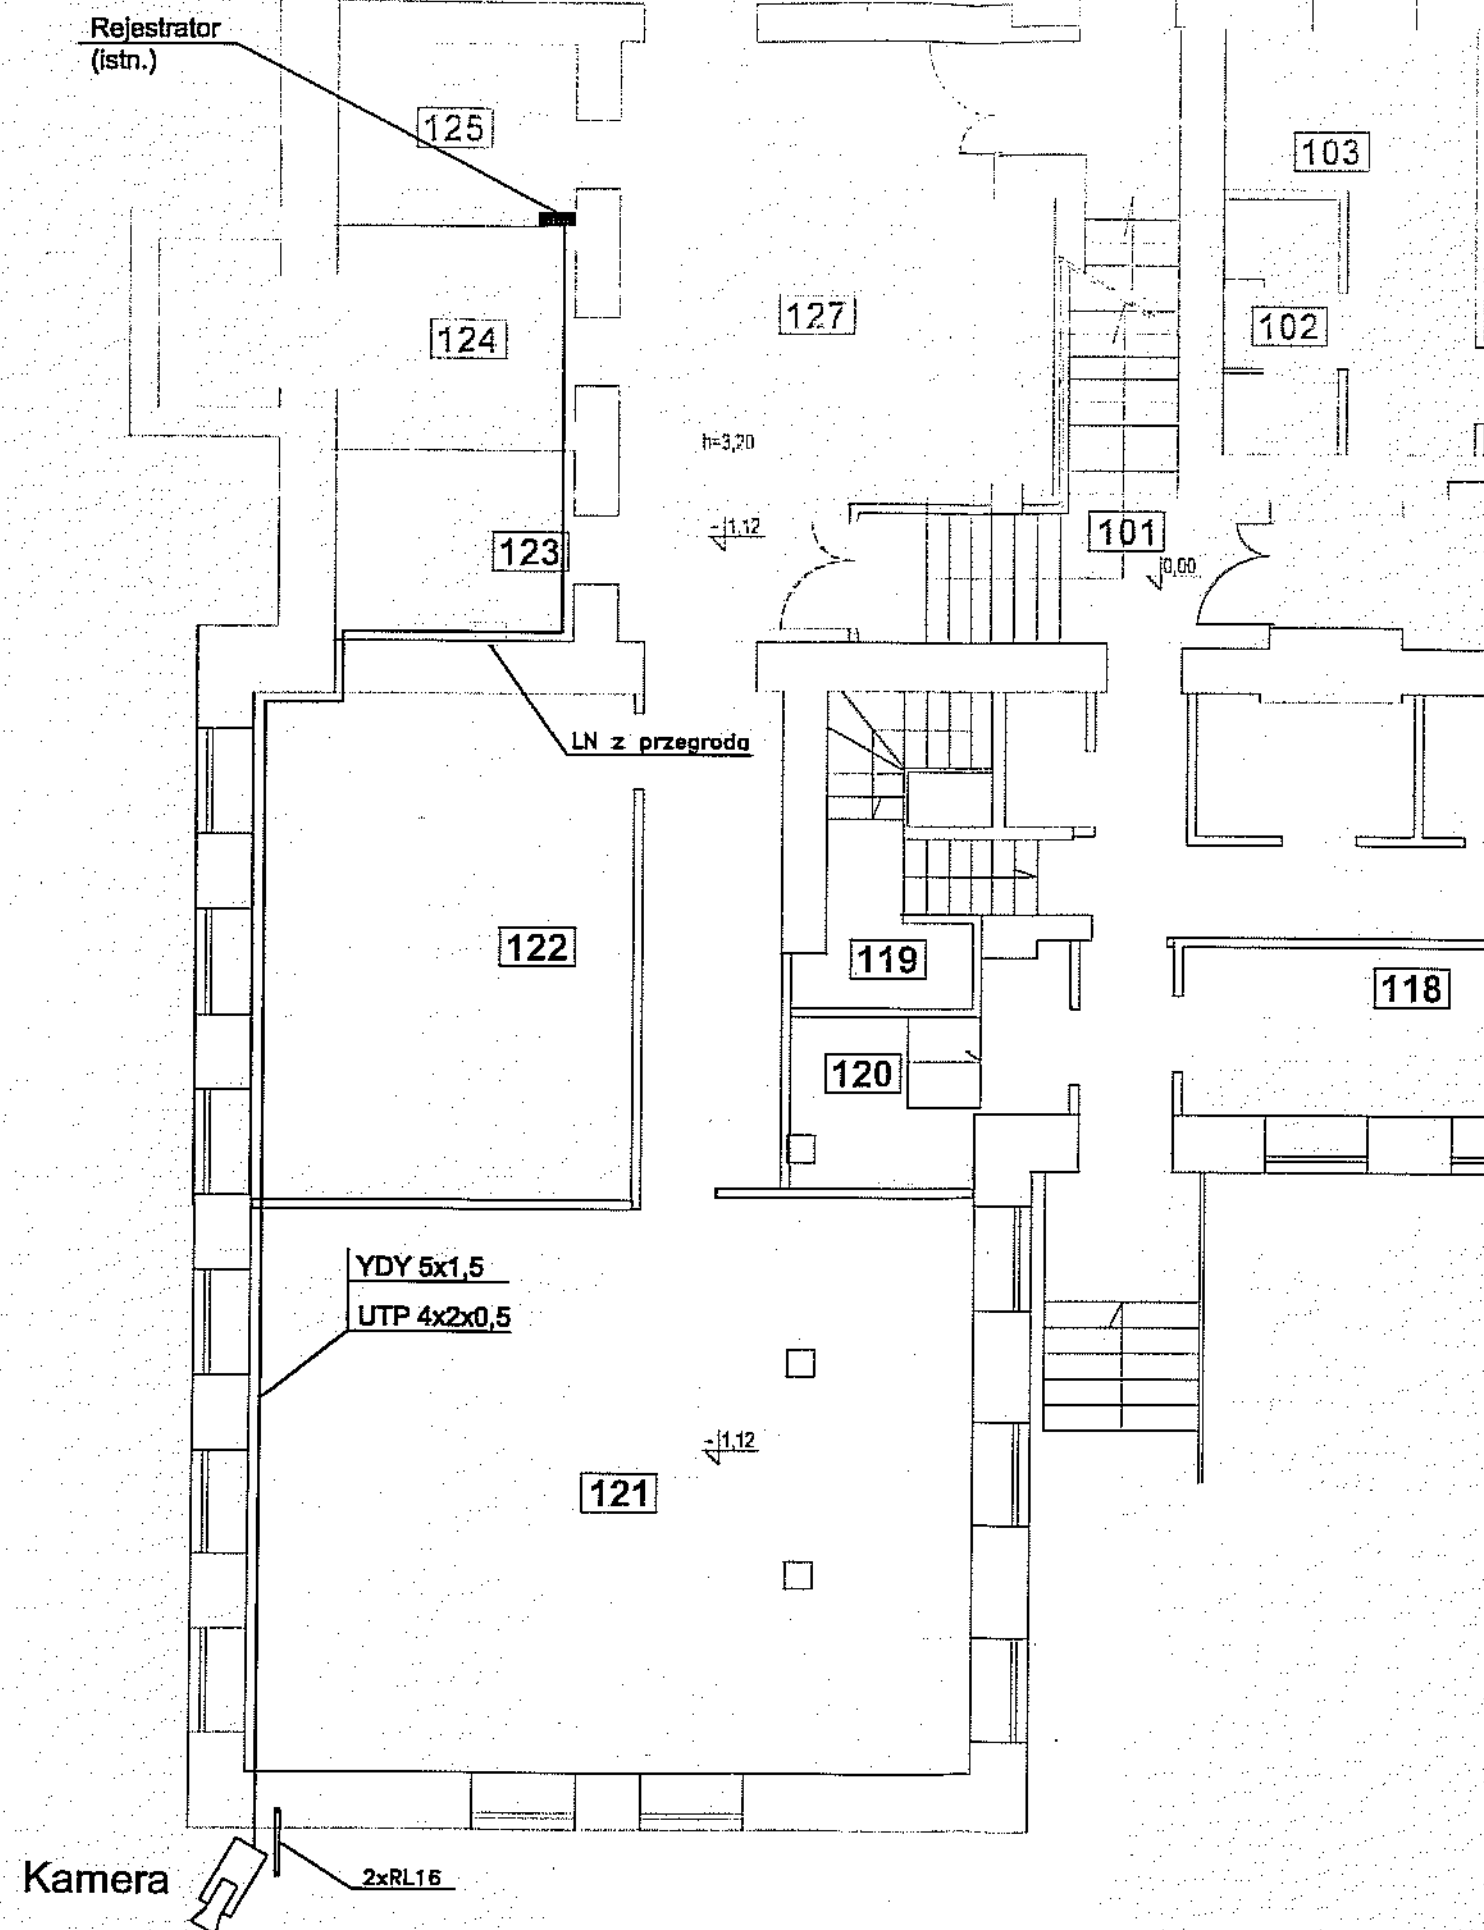 Rejestrator
(istn.)
125
103
127
102
124
h=3,20
-1,12
123
101
0,00
LN z przegrodą
122
119
118
120
YDY 5x1,5
UTP 4x2x0,5
-1,12
121
Kamera
2xRL16